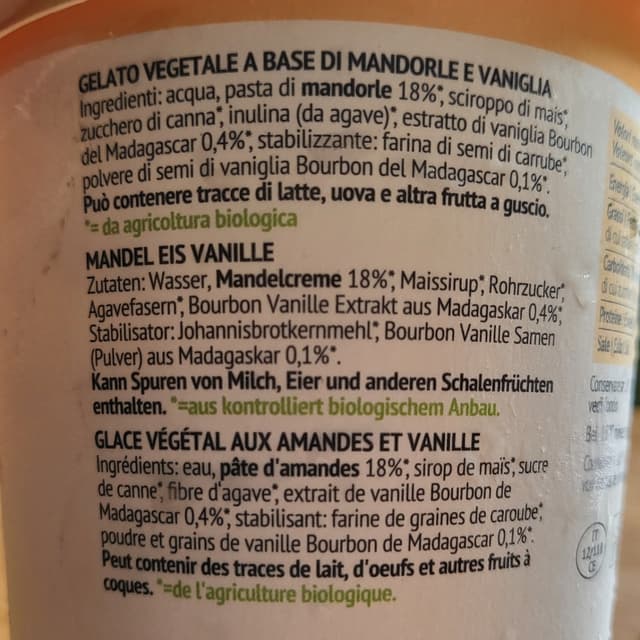 GELATO VEGETALE A BASE DI MANDORLE E VANIGLIA
Ingredienti: acqua, pasta di mandorle 18%*, sciroppo di mais*,
zucchero di canna*, inulina (da agave)*, estratto di vaniglia Bourbon
del Madagascar 0,4%*, stabilizzante: farina di semi di carrube*,
polvere di semi di vaniglia Bourbon del Madagascar 0,1%*.
Può contenere tracce di latte, uova e altra frutta a guscio.
*= da agricoltura biologica
MANDEL EIS VANILLE
Zutaten: Wasser, Mandelcreme 18%*, Maissirup*, Rohrzucker*,
Agavefasern*, Bourbon Vanille Extrakt aus Madagaskar 0,4%*,
Stabilisator: Johannisbrotkernmehl*, Bourbon Vanille Samen
(Pulver) aus Madagaskar 0,1%*.
Kann Spuren von Milch, Eier und anderen Schalenfrüchten
enthalten. *=aus kontrolliert biologischem Anbau.
GLACE VÉGÉTAL AUX AMANDES ET VANILLE
Ingrédients: eau, pâte d'amandes 18%*, sirop de maïs*, sucre
de canne*, fibre d'agave*, extrait de vanille Bourbon de
Madagascar 0,4%*, stabilisant: farine de graines de caroube*,
poudre et grains de vanille Bourbon de Madagascar 0,1%*.
Peut contenir des traces de lait, d'oeufs et autres fruits à
coques. *=de l'agriculture biologique.
Energia
Grassi
di cui
Proteine
Sale
IT
CE